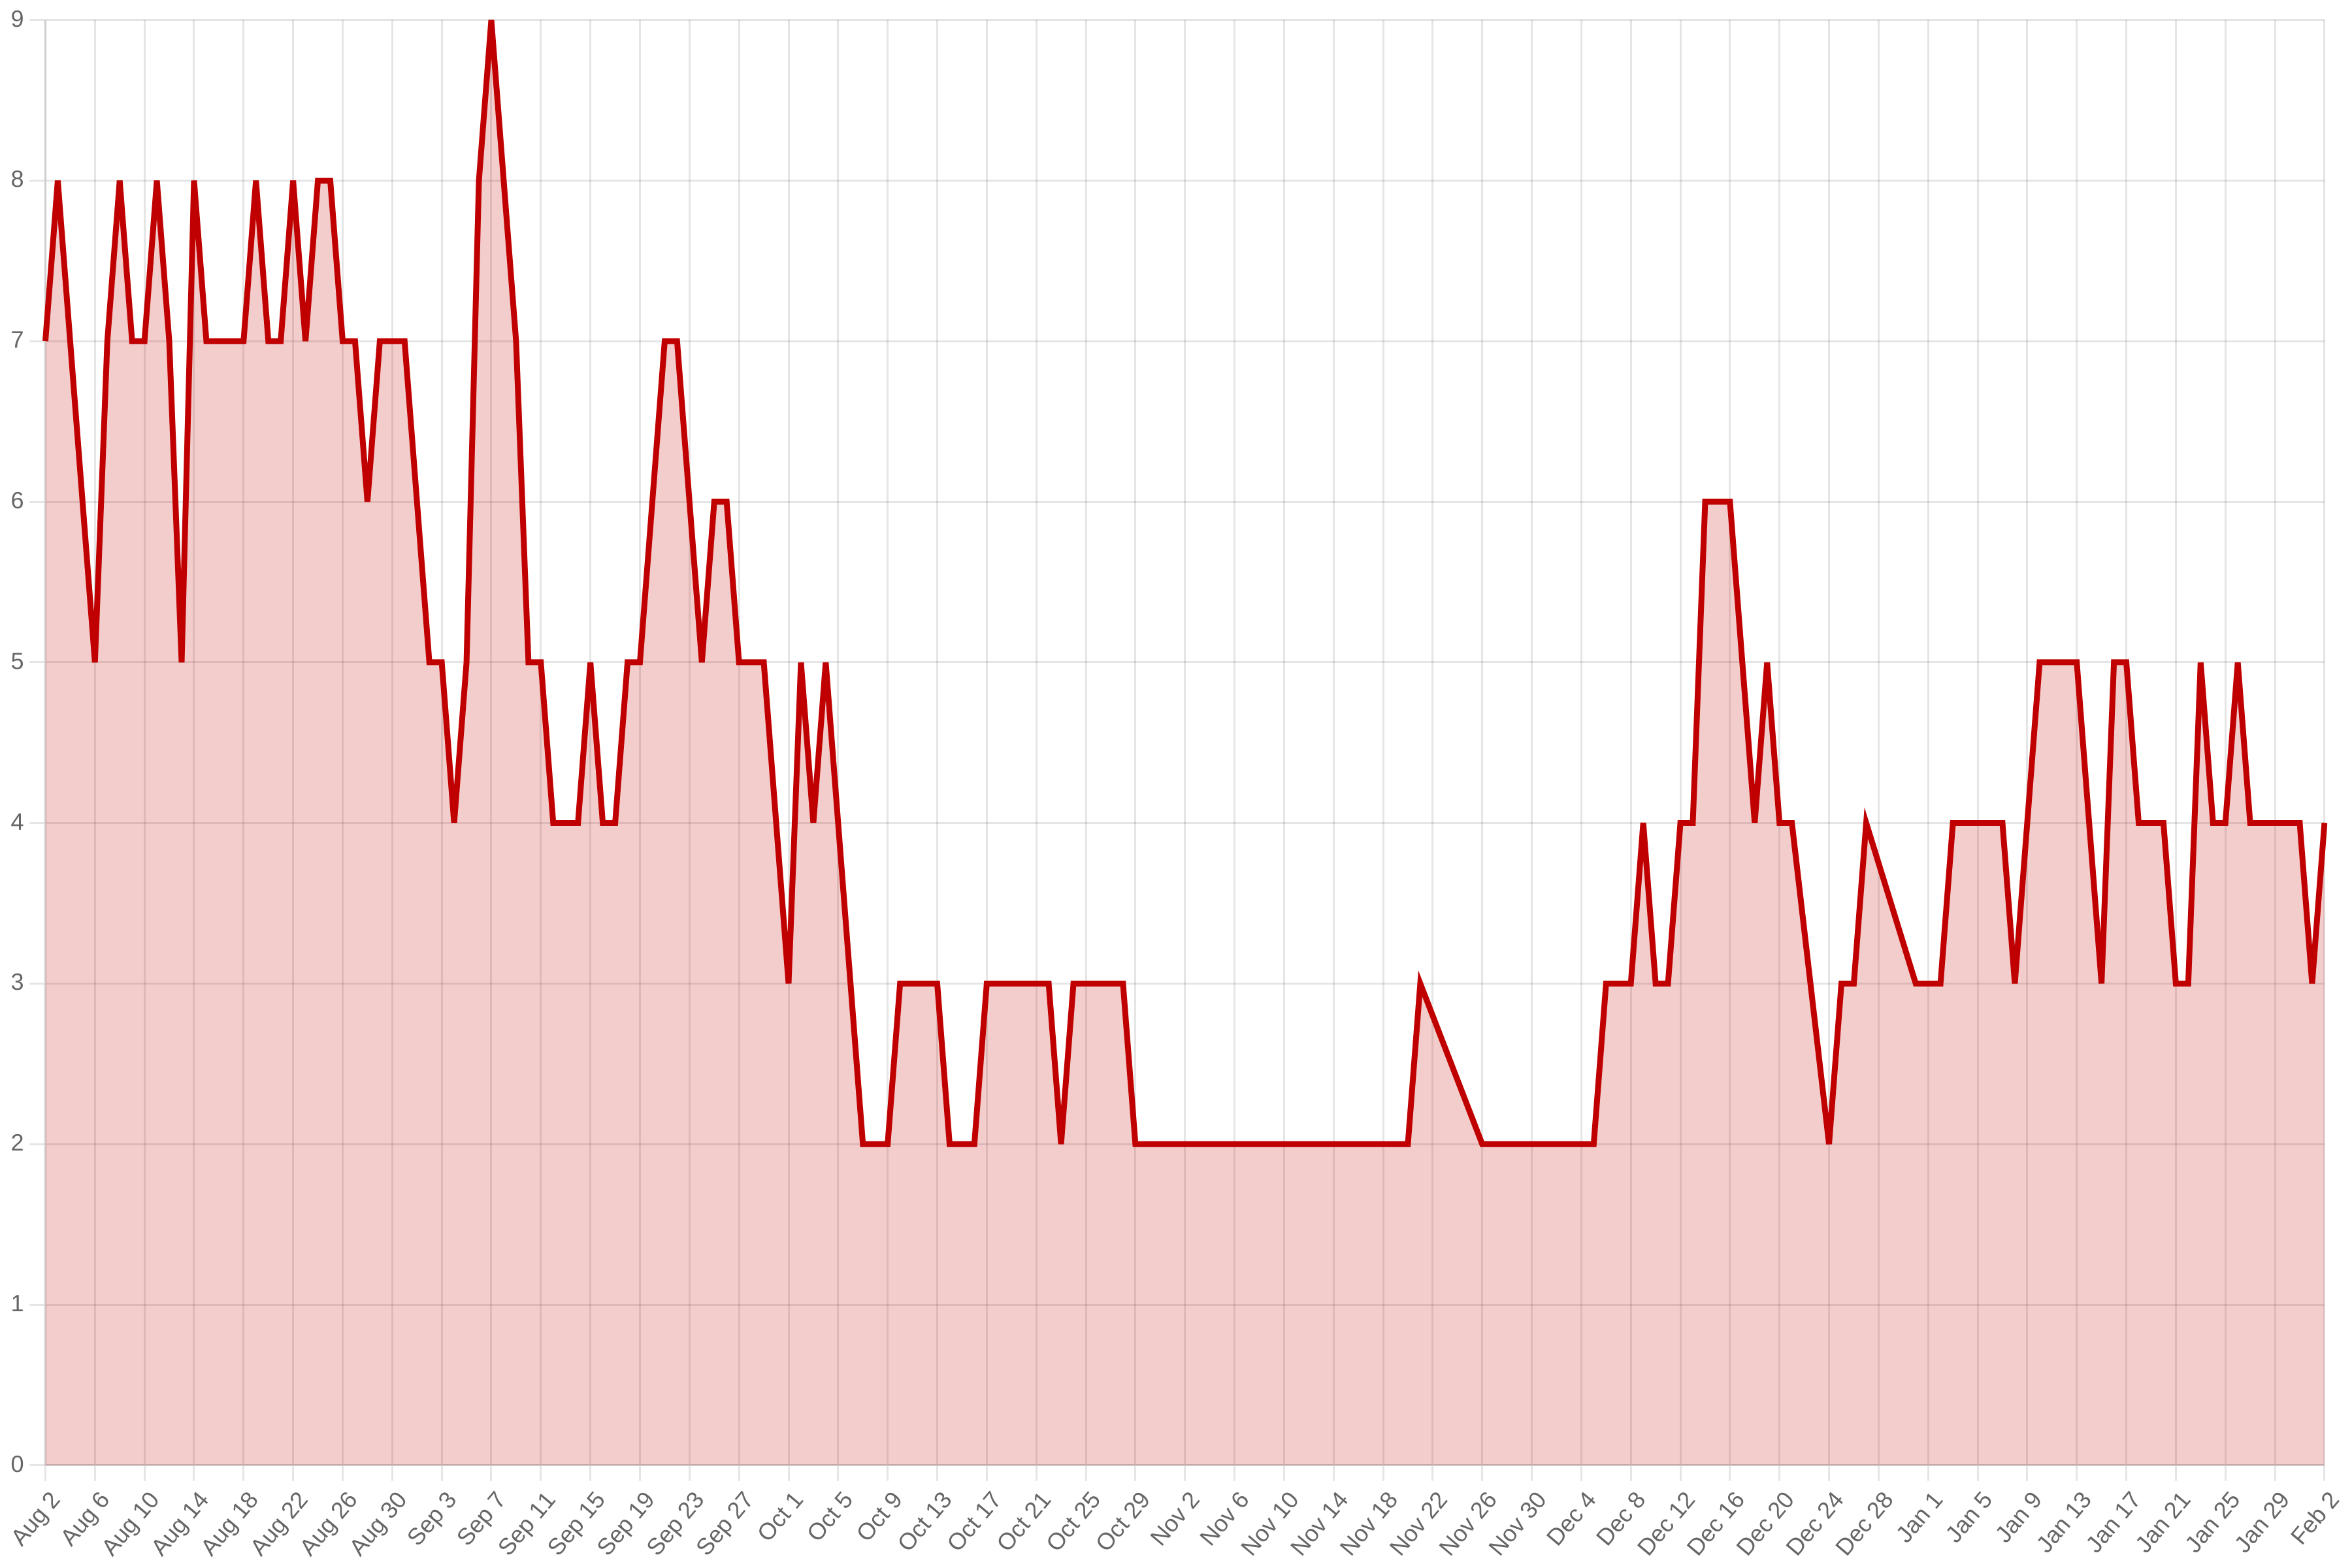 9
8
7
6
5
4
3
2
1
0
Aug 2
Aug 6
Aug 10
Aug 14
Aug 18
Aug 22
Aug 26
Aug 30
Sep 3
Sep 7
Sep 11
Sep 15
Sep 19
Sep 23
Sep 27
Oct 1
Oct 5
Oct 9
Oct 13
Oct 17
Oct 21
Oct 25
Oct 29
Nov 2
Nov 6
Nov 10
Nov 14
Nov 18
Nov 22
Nov 26
Nov 30
Dec 4
Dec 8
Dec 12
Dec 16
Dec 20
Dec 24
Dec 28
Jan 1
Jan 5
Jan 9
Jan 13
Jan 17
Jan 21
Jan 25
Jan 29
Feb 2